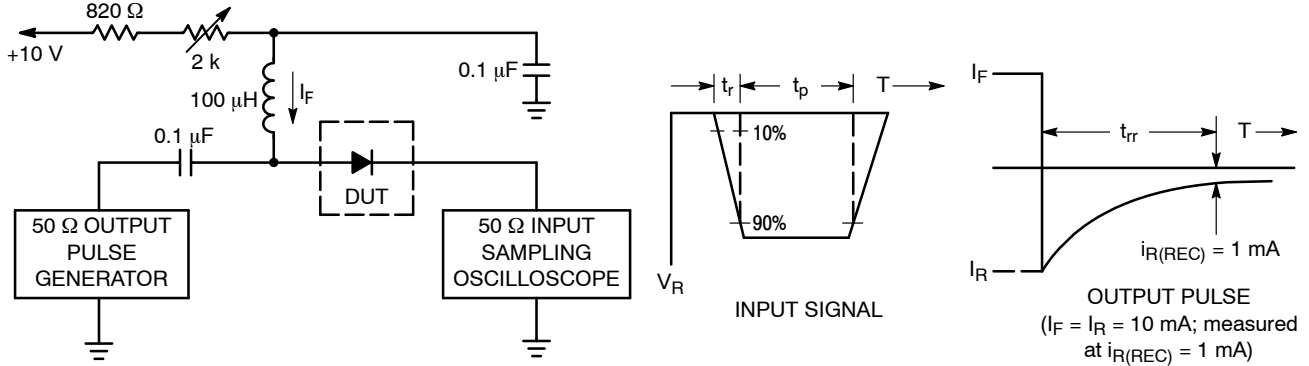 820 Ω
+10 V
2 k
100 μH
I_F
0.1 μF
0.1 μF
DUT
50 Ω OUTPUT
PULSE
GENERATOR
50 Ω INPUT
SAMPLING
OSCILLOSCOPE
t_r
t_p
T
10%
90%
V_R
INPUT SIGNAL
I_F
t_rr
T
I_R
i_R(REC) = 1 mA
OUTPUT PULSE
(I_F = I_R = 10 mA; measured
at i_R(REC) = 1 mA)